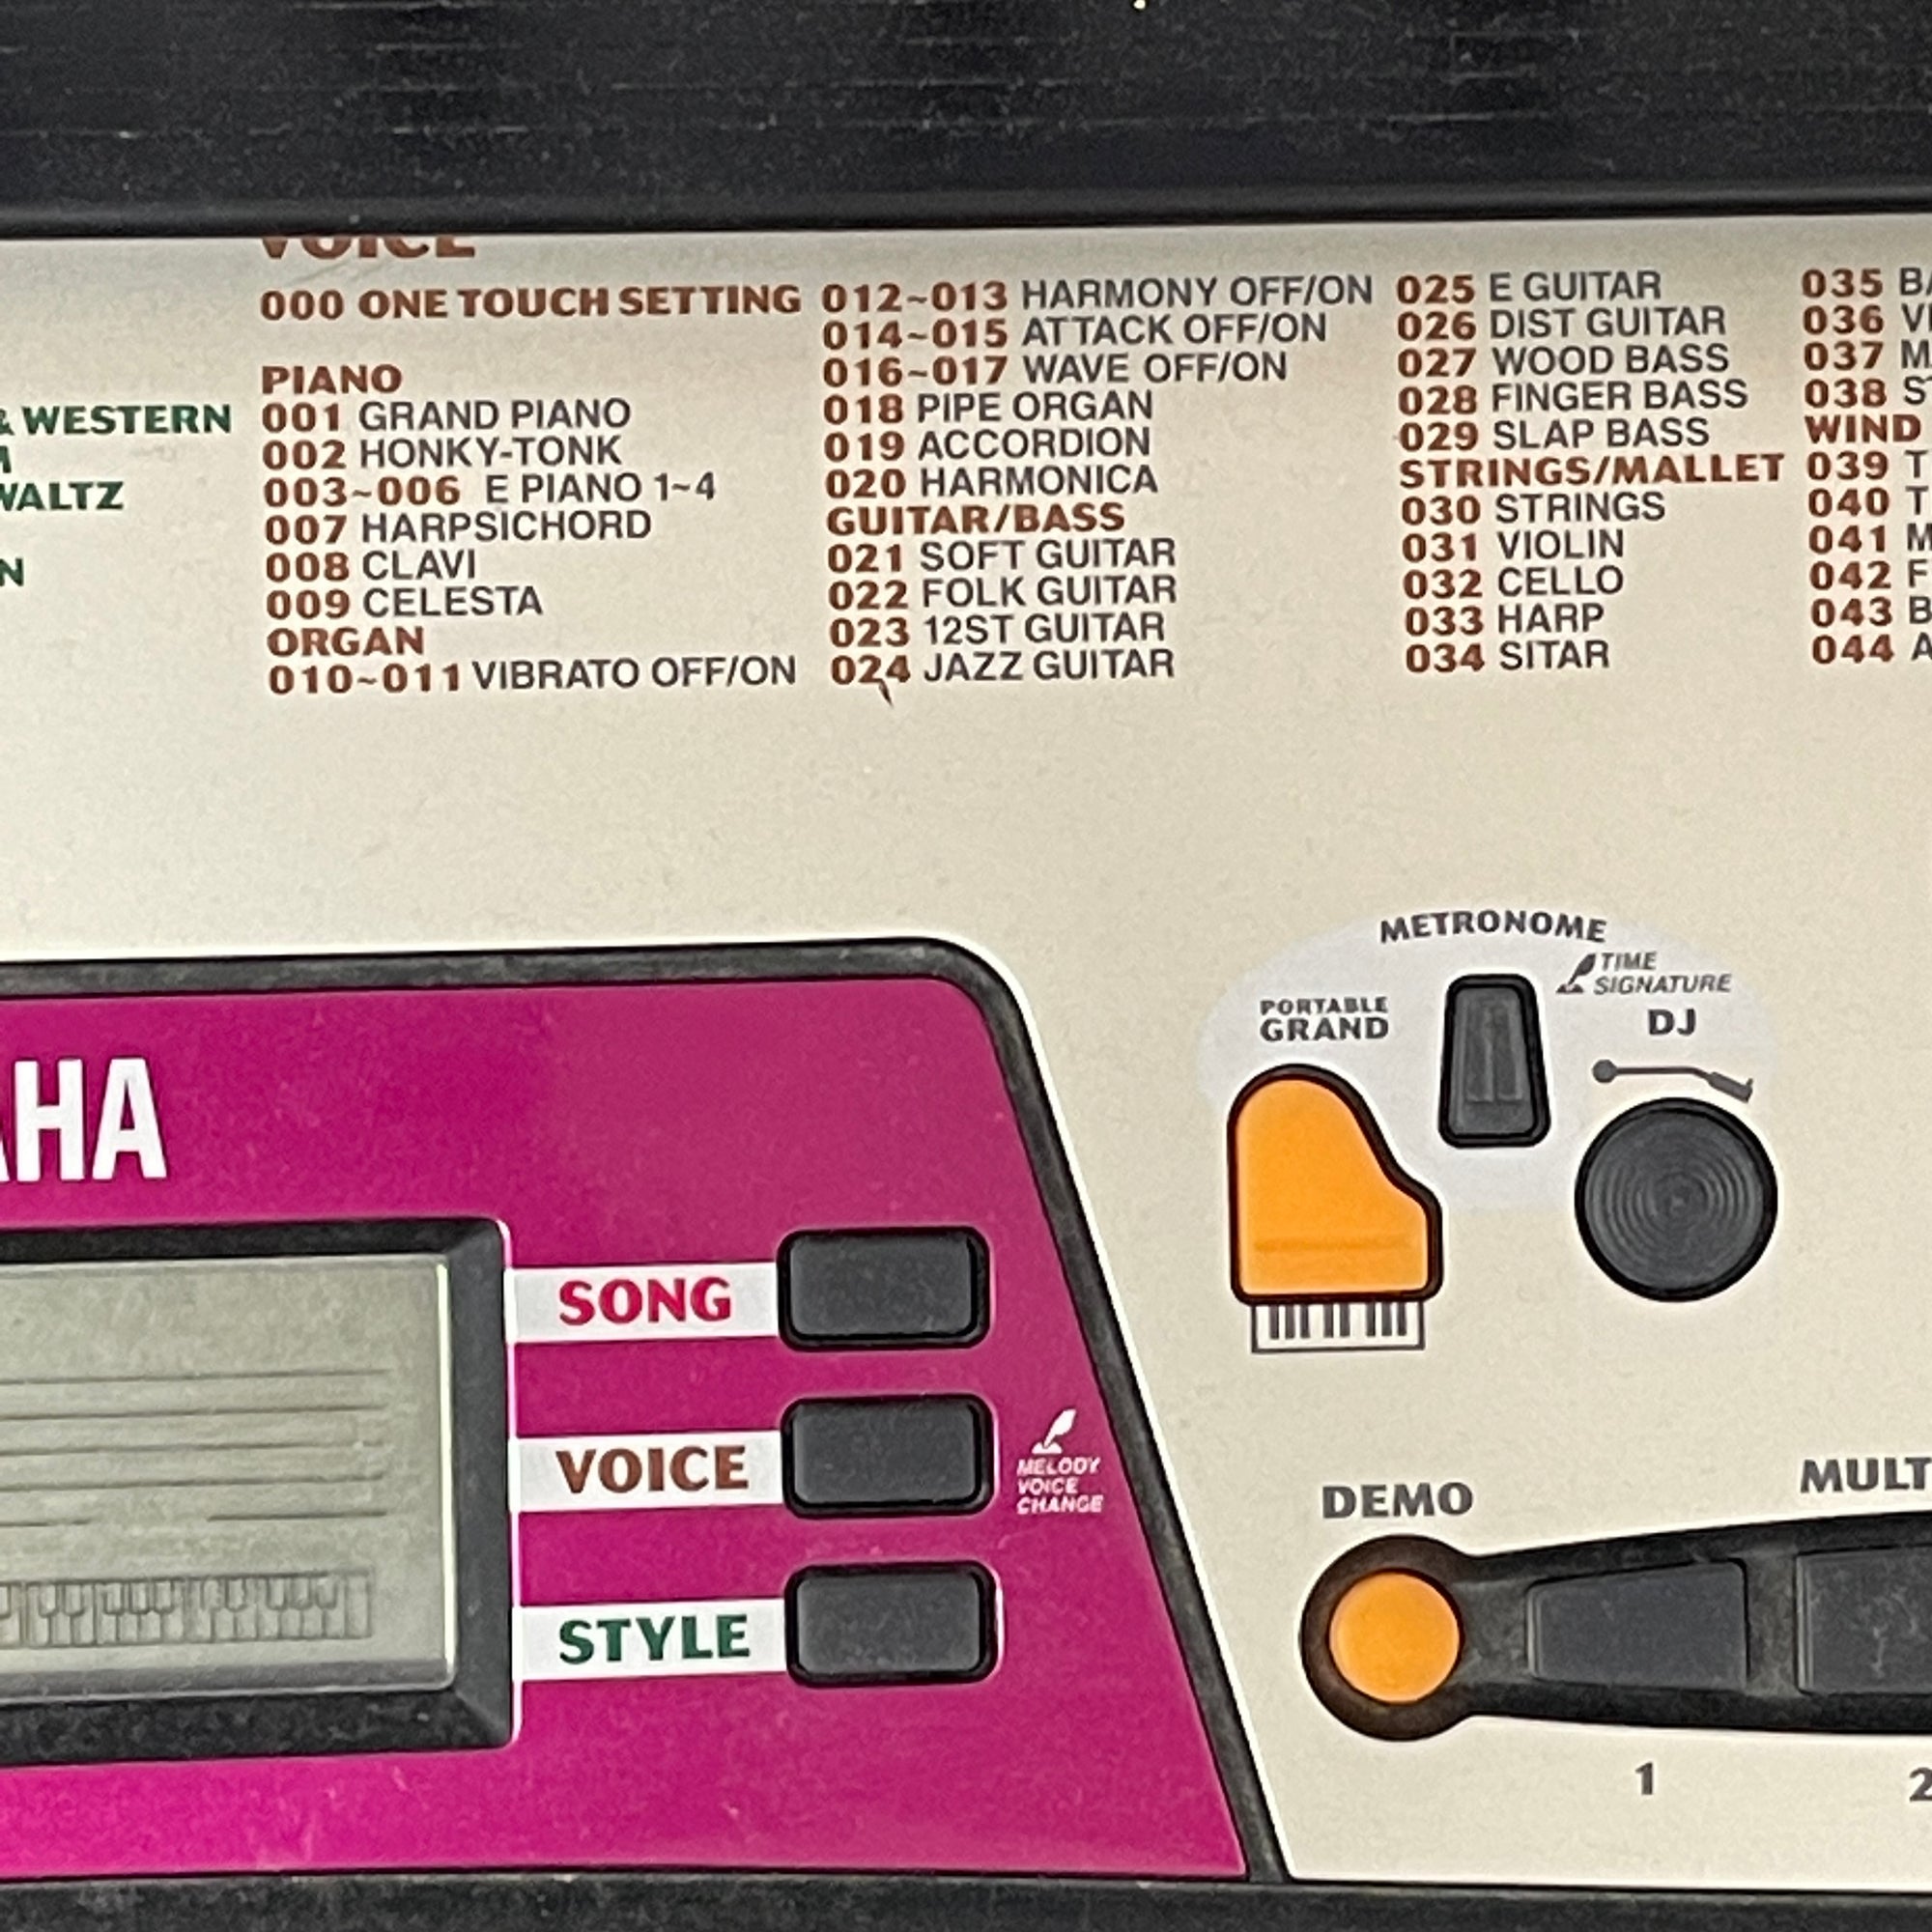 VOICE
000 ONE TOUCH SETTING
PIANO
001 GRAND PIANO
002 HONKY-TONK
003~006 E PIANO 1~4
007 HARPSICHORD
008 CLAVI
009 CELESTA
ORGAN
010~011 VIBRATO OFF/ON
& WESTERN
WALTZ
012~013 HARMONY OFF/ON
014~015 ATTACK OFF/ON
016~017 WAVE OFF/ON
018 PIPE ORGAN
019 ACCORDION
020 HARMONICA
GUITAR/BASS
021 SOFT GUITAR
022 FOLK GUITAR
023 12ST GUITAR
024 JAZZ GUITAR
025 E GUITAR
026 DIST GUITAR
027 WOOD BASS
028 FINGER BASS
029 SLAP BASS
STRINGS/MALLET
030 STRINGS
031 VIOLIN
032 CELLO
033 HARP
034 SITAR
035
036
037
038
WIND
039
040
041
042
043
044
METRONOME
TIME
SIGNATURE
PORTABLE
GRAND
DJ
AHA
SONG
VOICE
MELODY
VOICE
CHANGE
STYLE
DEMO
MULT
1
2